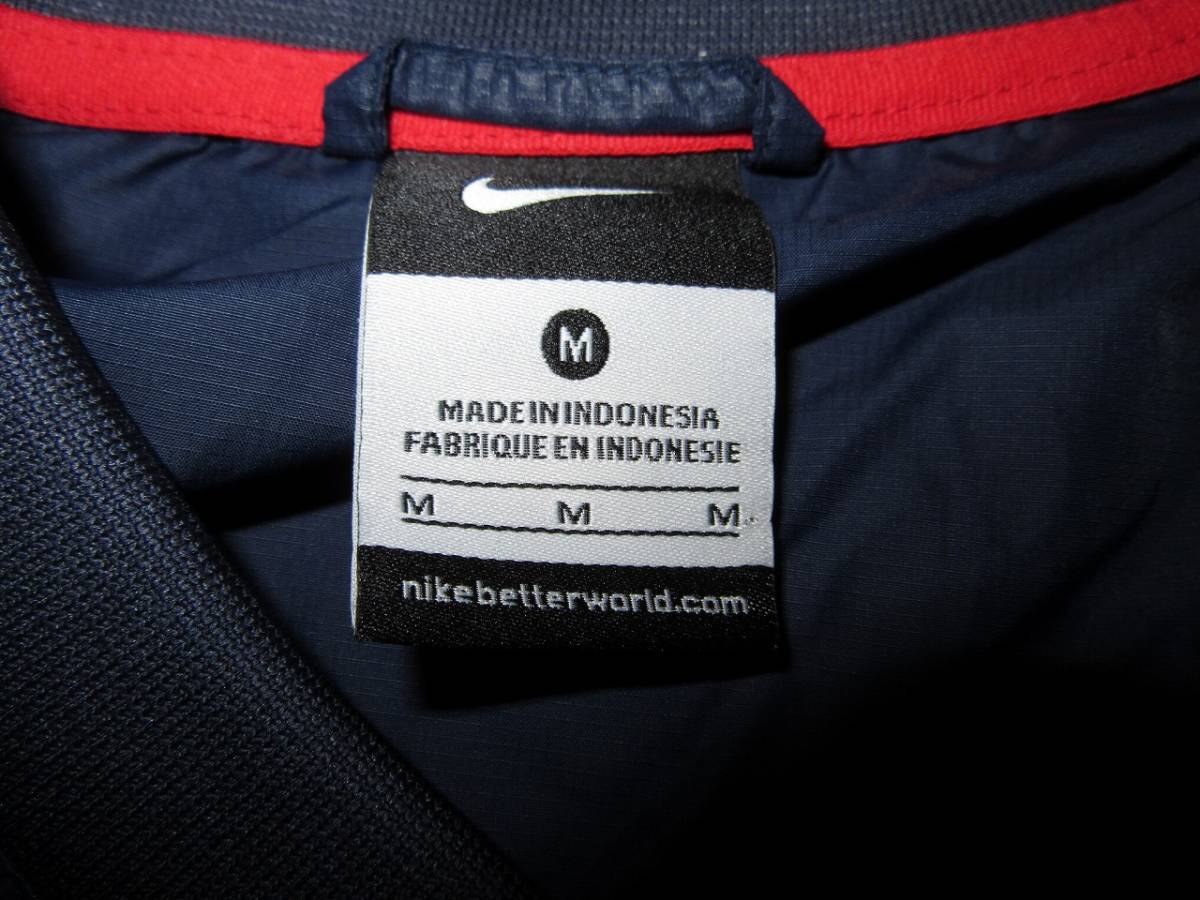 M
MADE IN INDONESIA
FABRIQUE EN INDONESIE
M M M
nikebetterworld.com